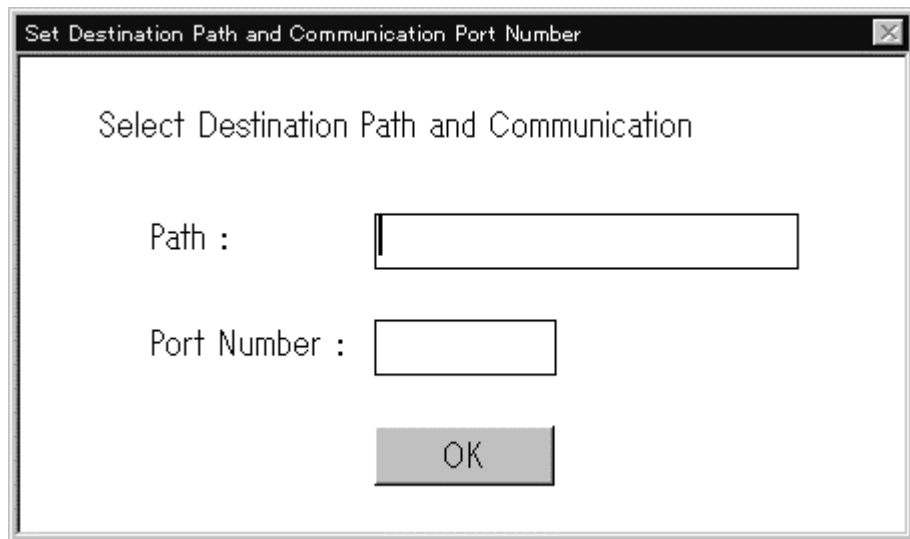 Set Destination Path and Communication Port Number
Select Destination Path and Communication
Path :
Port Number :
OK